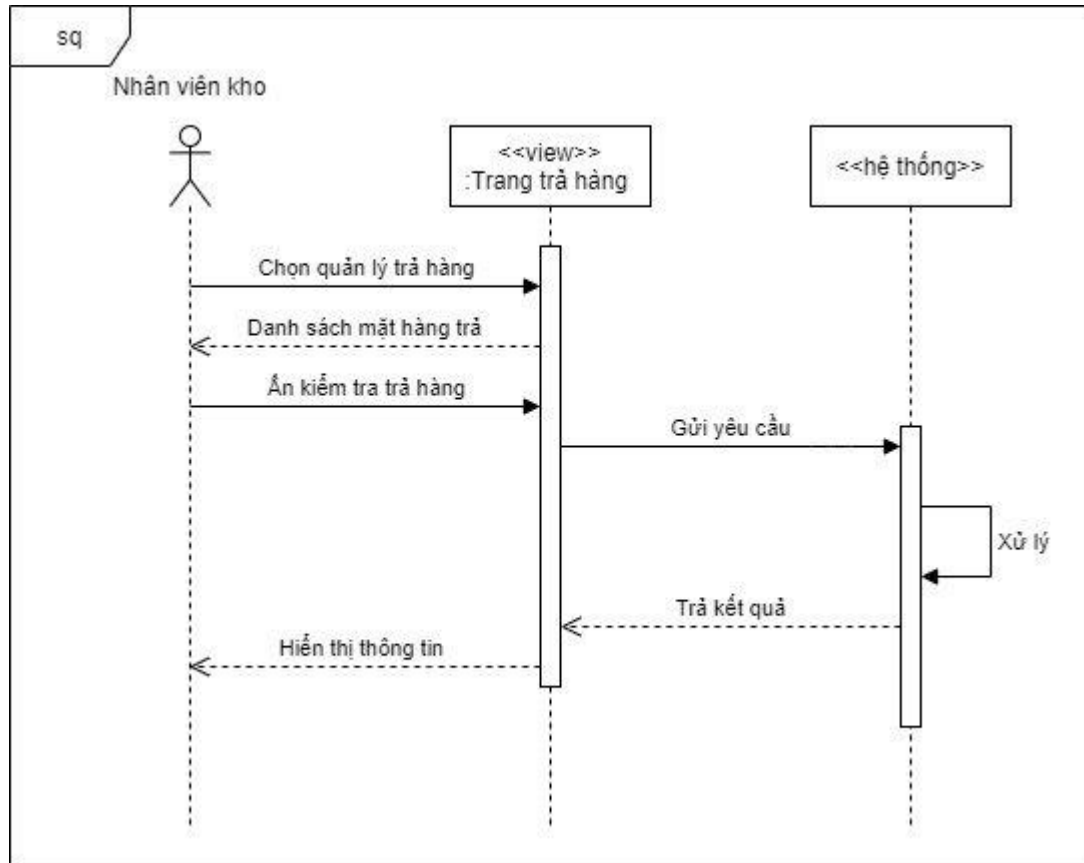 sq
Nhân viên kho
<<view>>
:Trang trả hàng
<<hệ thống>>
Chọn quản lý trả hàng
Danh sách mặt hàng trả
Ấn kiểm tra trả hàng
Gửi yêu cầu
Xử lý
Trả kết quả
Hiển thị thông tin